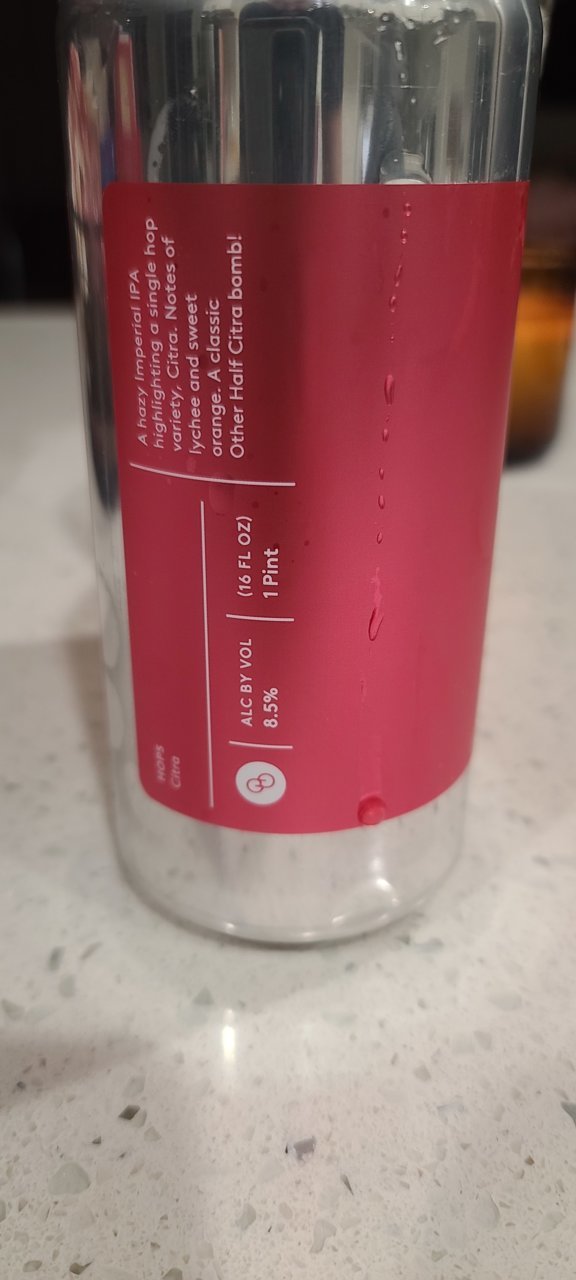 A hazy Imperial IPA
highlighting a single hop
variety, Citra. Notes of
lychee and sweet
orange. A classic
Other Half Citra bomb!
HOPS
Citra
ALC BY VOL
8.5%
(16 FL OZ)
1 Pint